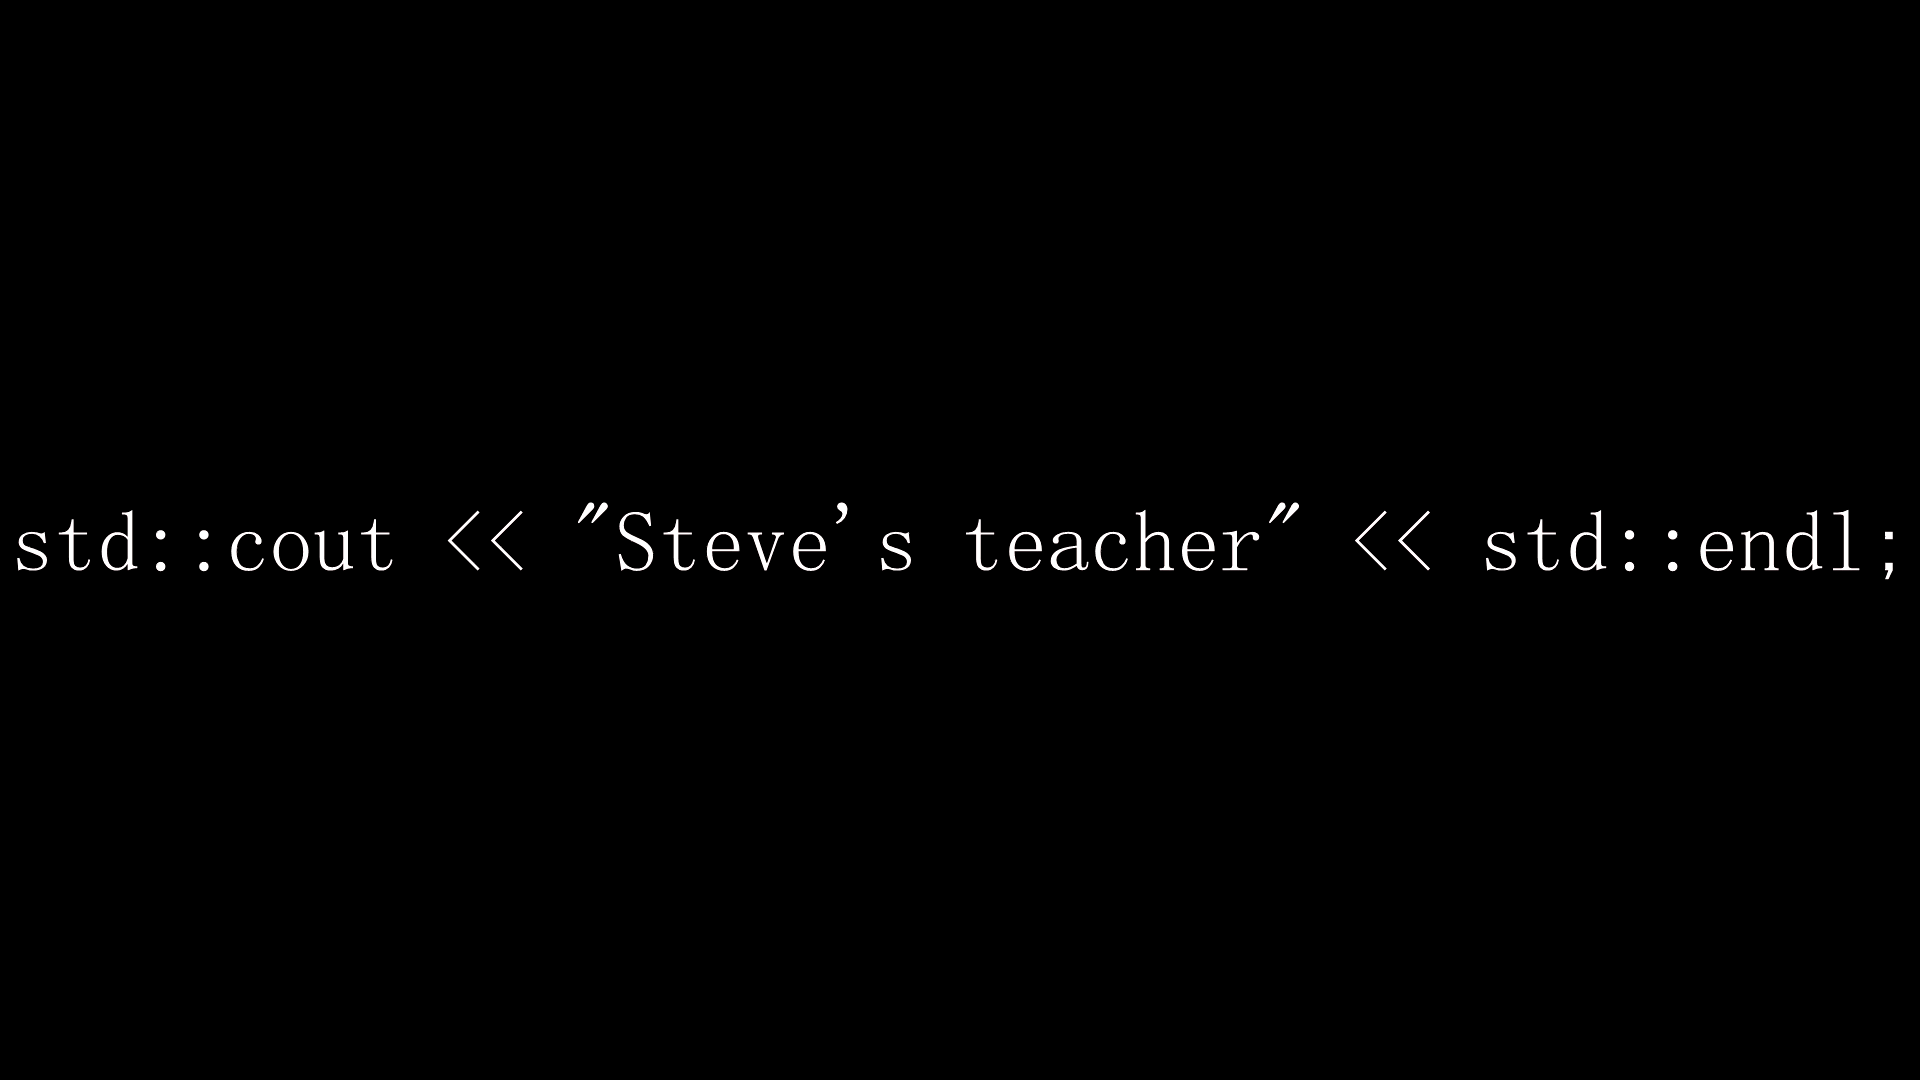 std::cout << "Steve's teacher" << std::endl;